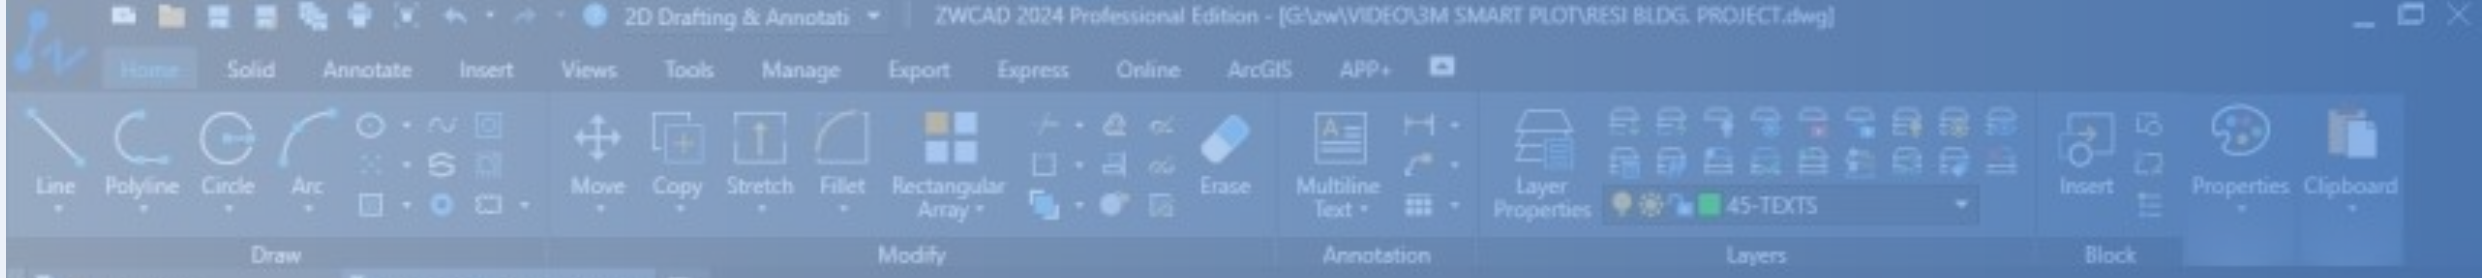 2D Drafting & Annotati
ZWCAD 2024 Professional Edition - [G:\zw\VIDEO\3M SMART PLOT\RESI BLDG. PROJECT.dwg]
Home Solid Annotate Insert Views Tools Manage Export Express Online ArcGIS APP+
Line Polyline Circle Arc Move Copy Stretch Fillet Rectangular Array Erase Multiline Text Layer Properties Insert Properties Clipboard
45-TEXTS
Draw Modify Annotation Layers Block